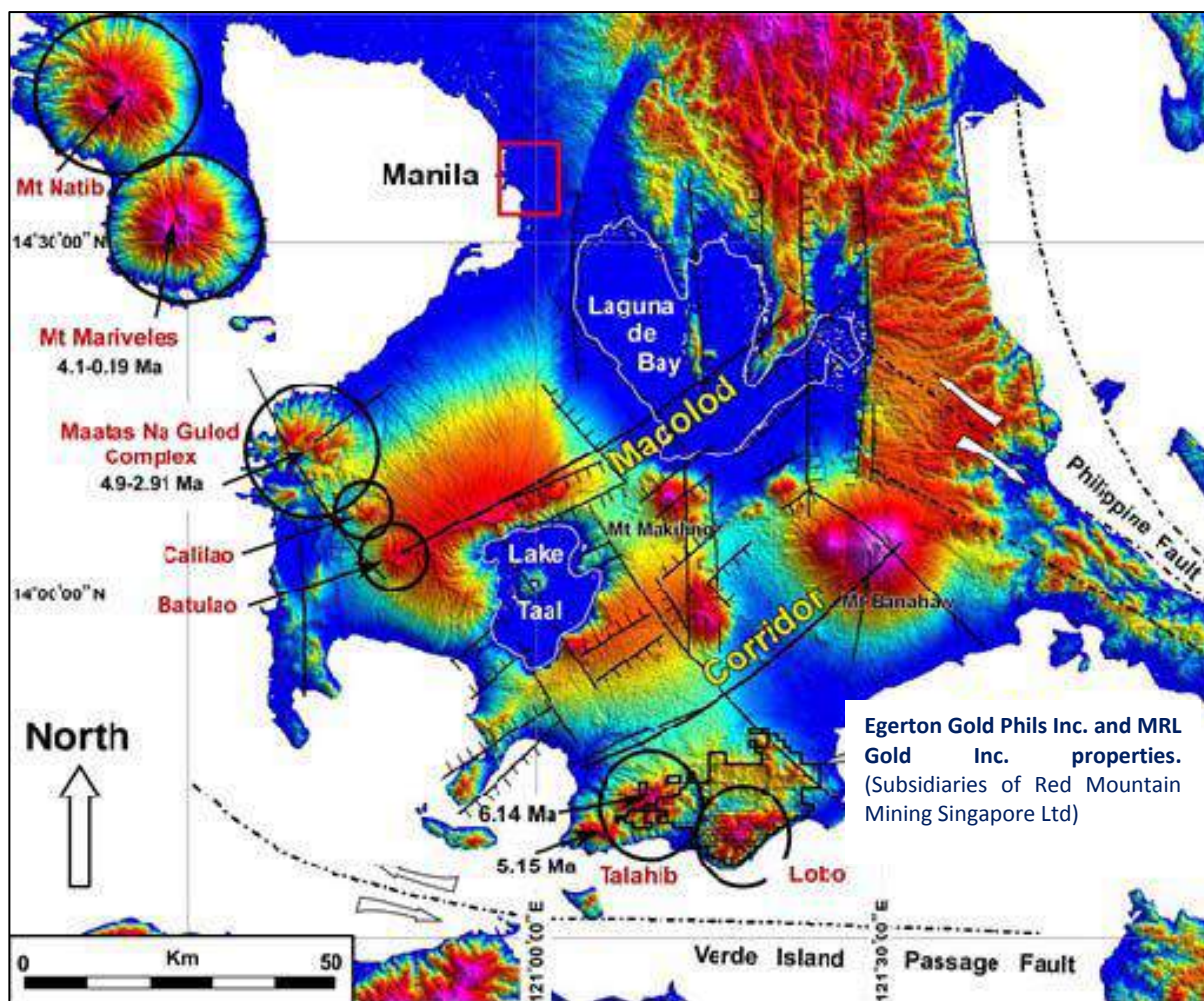 Mt Natib
Manila
14°30'00" N
Mt Mariveles
4.1-0.19 Ma
Laguna
de
Bay
Maatas Na Gulod
Complex
4.9-2.91 Ma
Macolod
Philippine Fault
Calilao
Mt Makiling
Lake
Taal
14°00'00" N
Batulao
Mt Banahaw
Corridor
North
Egerton Gold Phils Inc. and MRL
Gold Inc. properties.
(Subsidiaries of Red Mountain
Mining Singapore Ltd)
6.14 Ma
5.15 Ma
Talahib
Lobo
121°00'00" E
121°30'00" E
Verde Island Passage Fault
0 Km 50